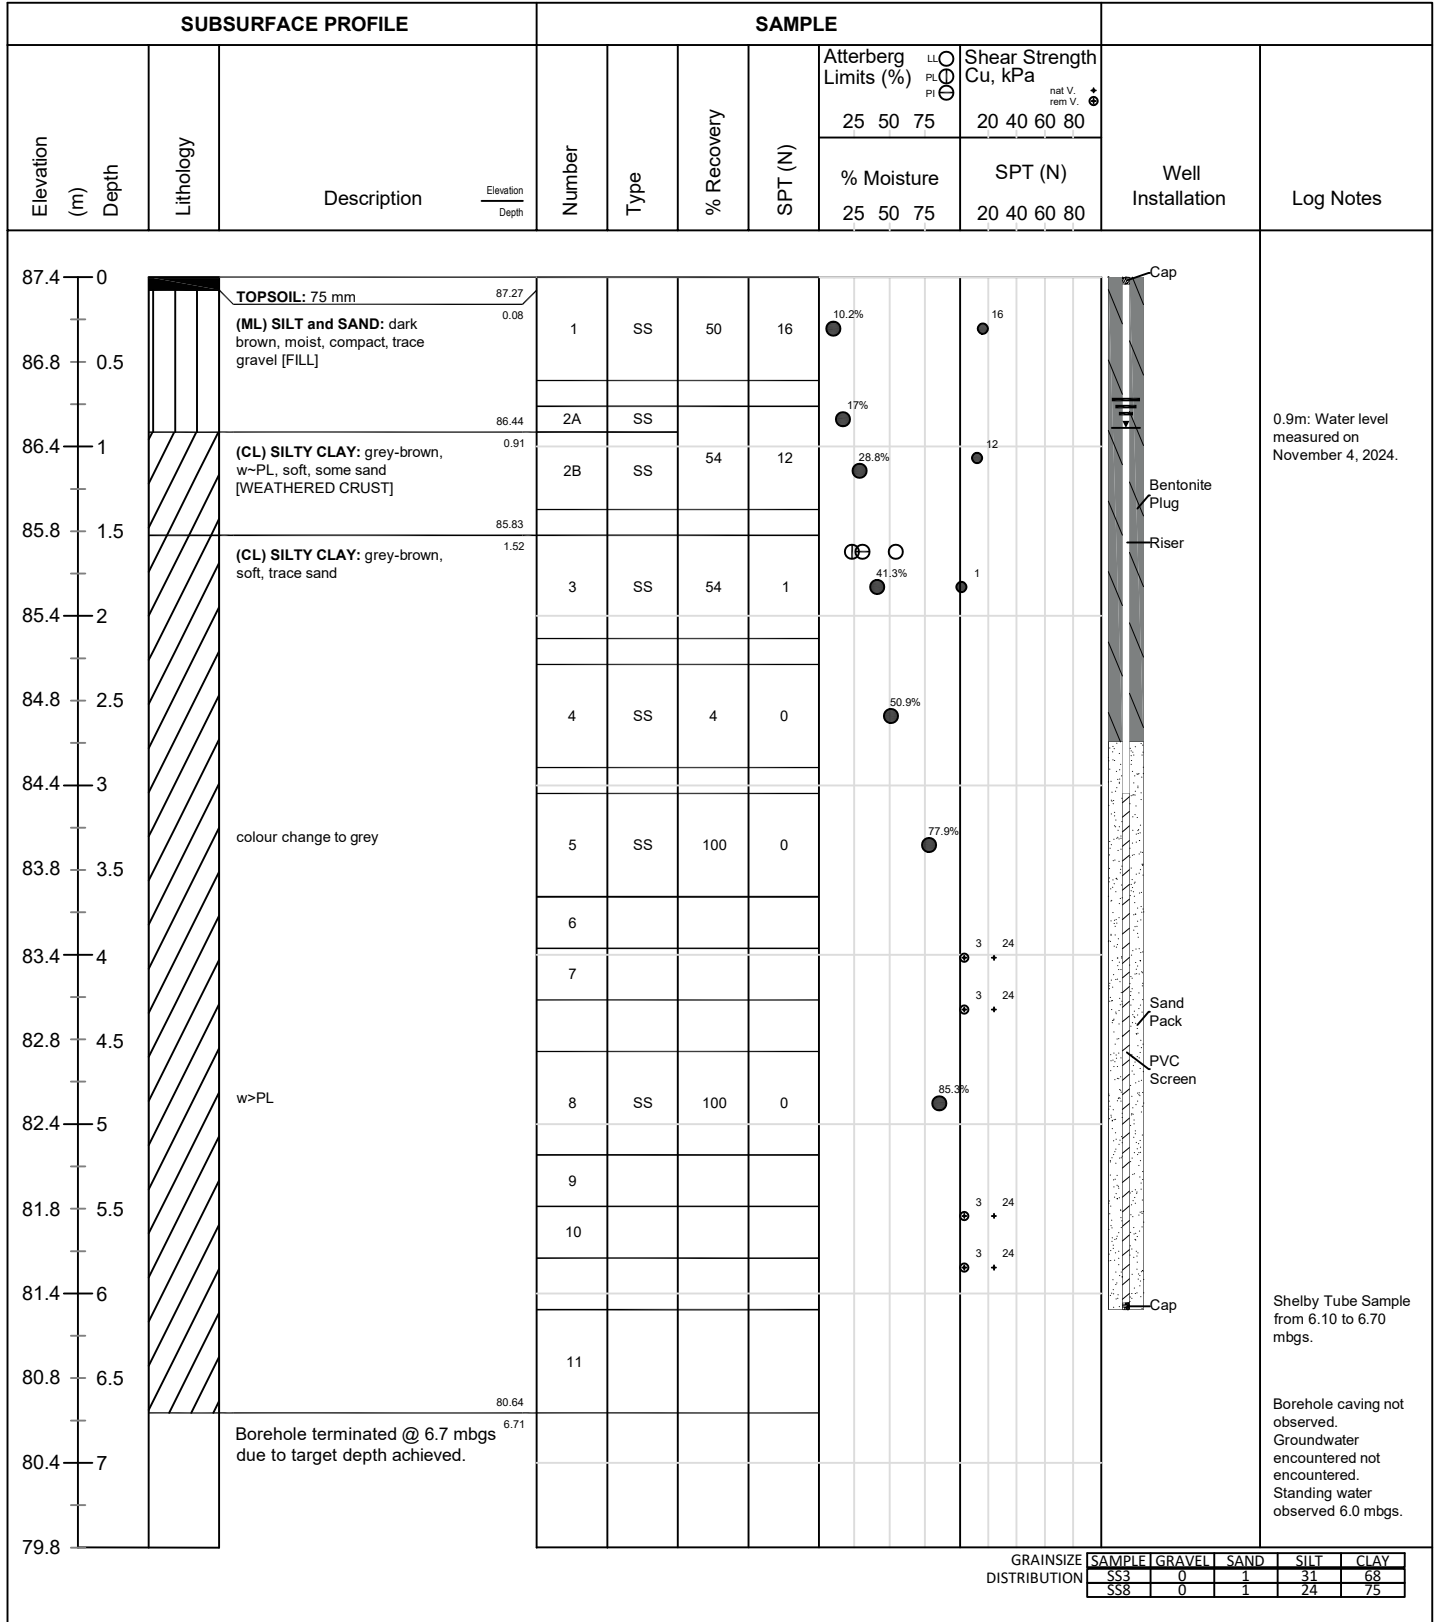 SUBSURFACE PROFILE
SAMPLE
Elevation
(m)
Depth
Lithology
Description
Elevation
Depth
Number
Type
% Recovery
SPT (N)
Atterberg
Limits (%)
LL
PL
PI
25 50 75
% Moisture
25 50 75
Shear Strength
Cu, kPa
nat V.
rem V.
20 40 60 80
SPT (N)
20 40 60 80
Well
Installation
Log Notes
87.4 0
TOPSOIL: 75 mm
87.27
0.08
(ML) SILT and SAND: dark
brown, moist, compact, trace
gravel [FILL]
1 SS 50 16
10.2%
16
Cap
86.8 0.5
86.44
0.91
2A SS
17%
86.4 1
(CL) SILTY CLAY: grey-brown,
w~PL, soft, some sand
[WEATHERED CRUST]
2B SS 54 12
28.8%
12
0.9m: Water level
measured on
November 4, 2024.
Bentonite
Plug
85.8 1.5
85.83
1.52
Riser
(CL) SILTY CLAY: grey-brown,
soft, trace sand
3 SS 54 1
41.3%
1
85.4 2
84.8 2.5
4 SS 4 0
50.9%
84.4 3
colour change to grey
5 SS 100 0
77.9%
83.8 3.5
6
83.4 4
3 24
7
3 24
Sand
Pack
82.8 4.5
PVC
Screen
w>PL
8 SS 100 0
85.3%
82.4 5
9
81.8 5.5
3 24
10
3 24
81.4 6
Cap
Shelby Tube Sample
from 6.10 to 6.70
mbgs.
11
80.8 6.5
80.64
6.71
Borehole terminated @ 6.7 mbgs
due to target depth achieved.
Borehole caving not
observed.
Groundwater
encountered not
encountered.
Standing water
observed 6.0 mbgs.
80.4 7
79.8
GRAINSIZE
DISTRIBUTION
SAMPLE GRAVEL SAND SILT CLAY
SS3 0 1 31 68
SS8 0 1 24 75